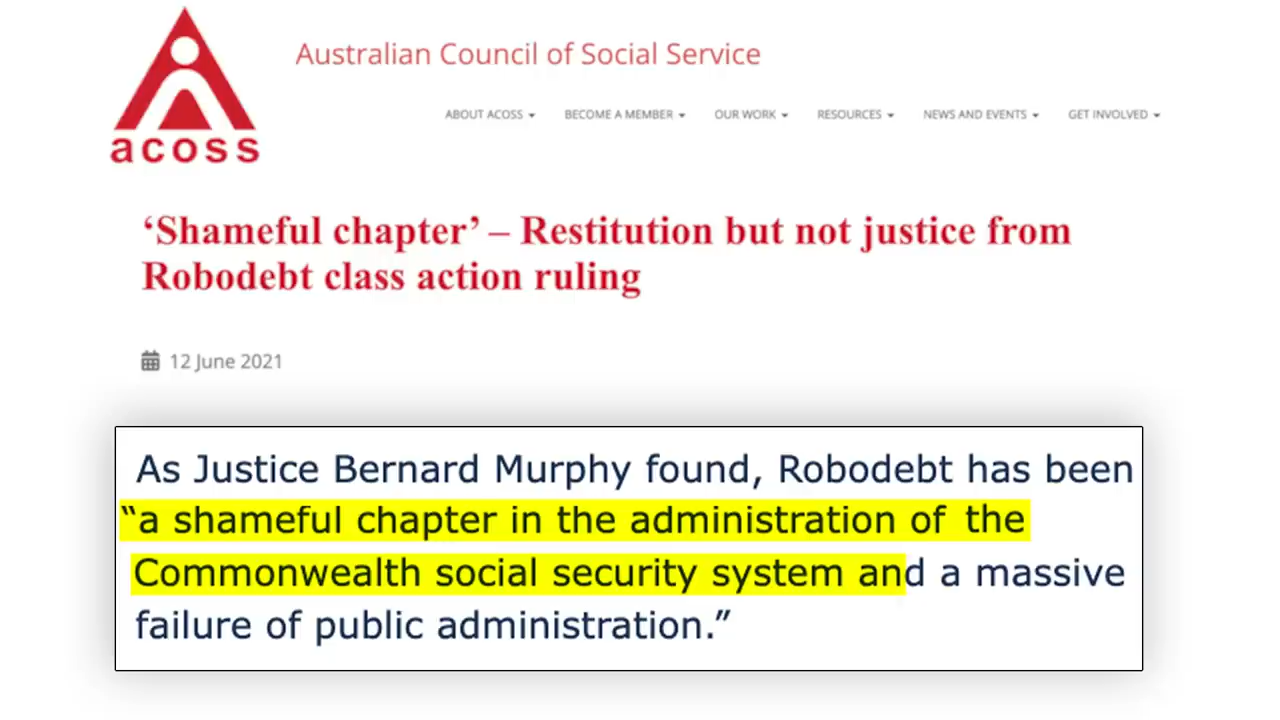 Australian Council of Social Service
ABOUT ACOSS BECOME A MEMBER OUR WORK RESOURCES NEWS AND EVENTS GET INVOLVED
acoss
‘Shameful chapter’ – Restitution but not justice from
Robodebt class action ruling
12 June 2021
As Justice Bernard Murphy found, Robodebt has been
“a shameful chapter in the administration of the
Commonwealth social security system and a massive
failure of public administration.”